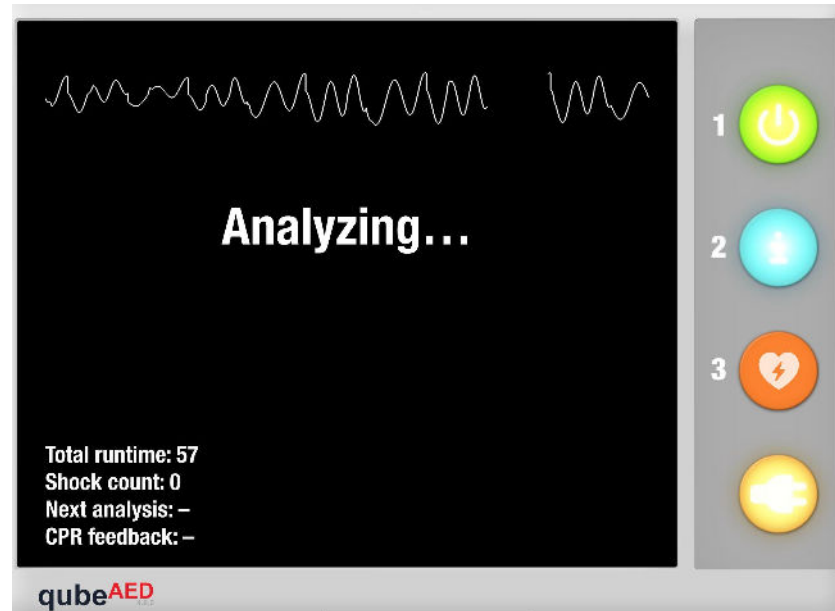 Analyzing...
1
2
3
Total runtime: 57
Shock count: 0
Next analysis: –
CPR feedback: –
qubeAED